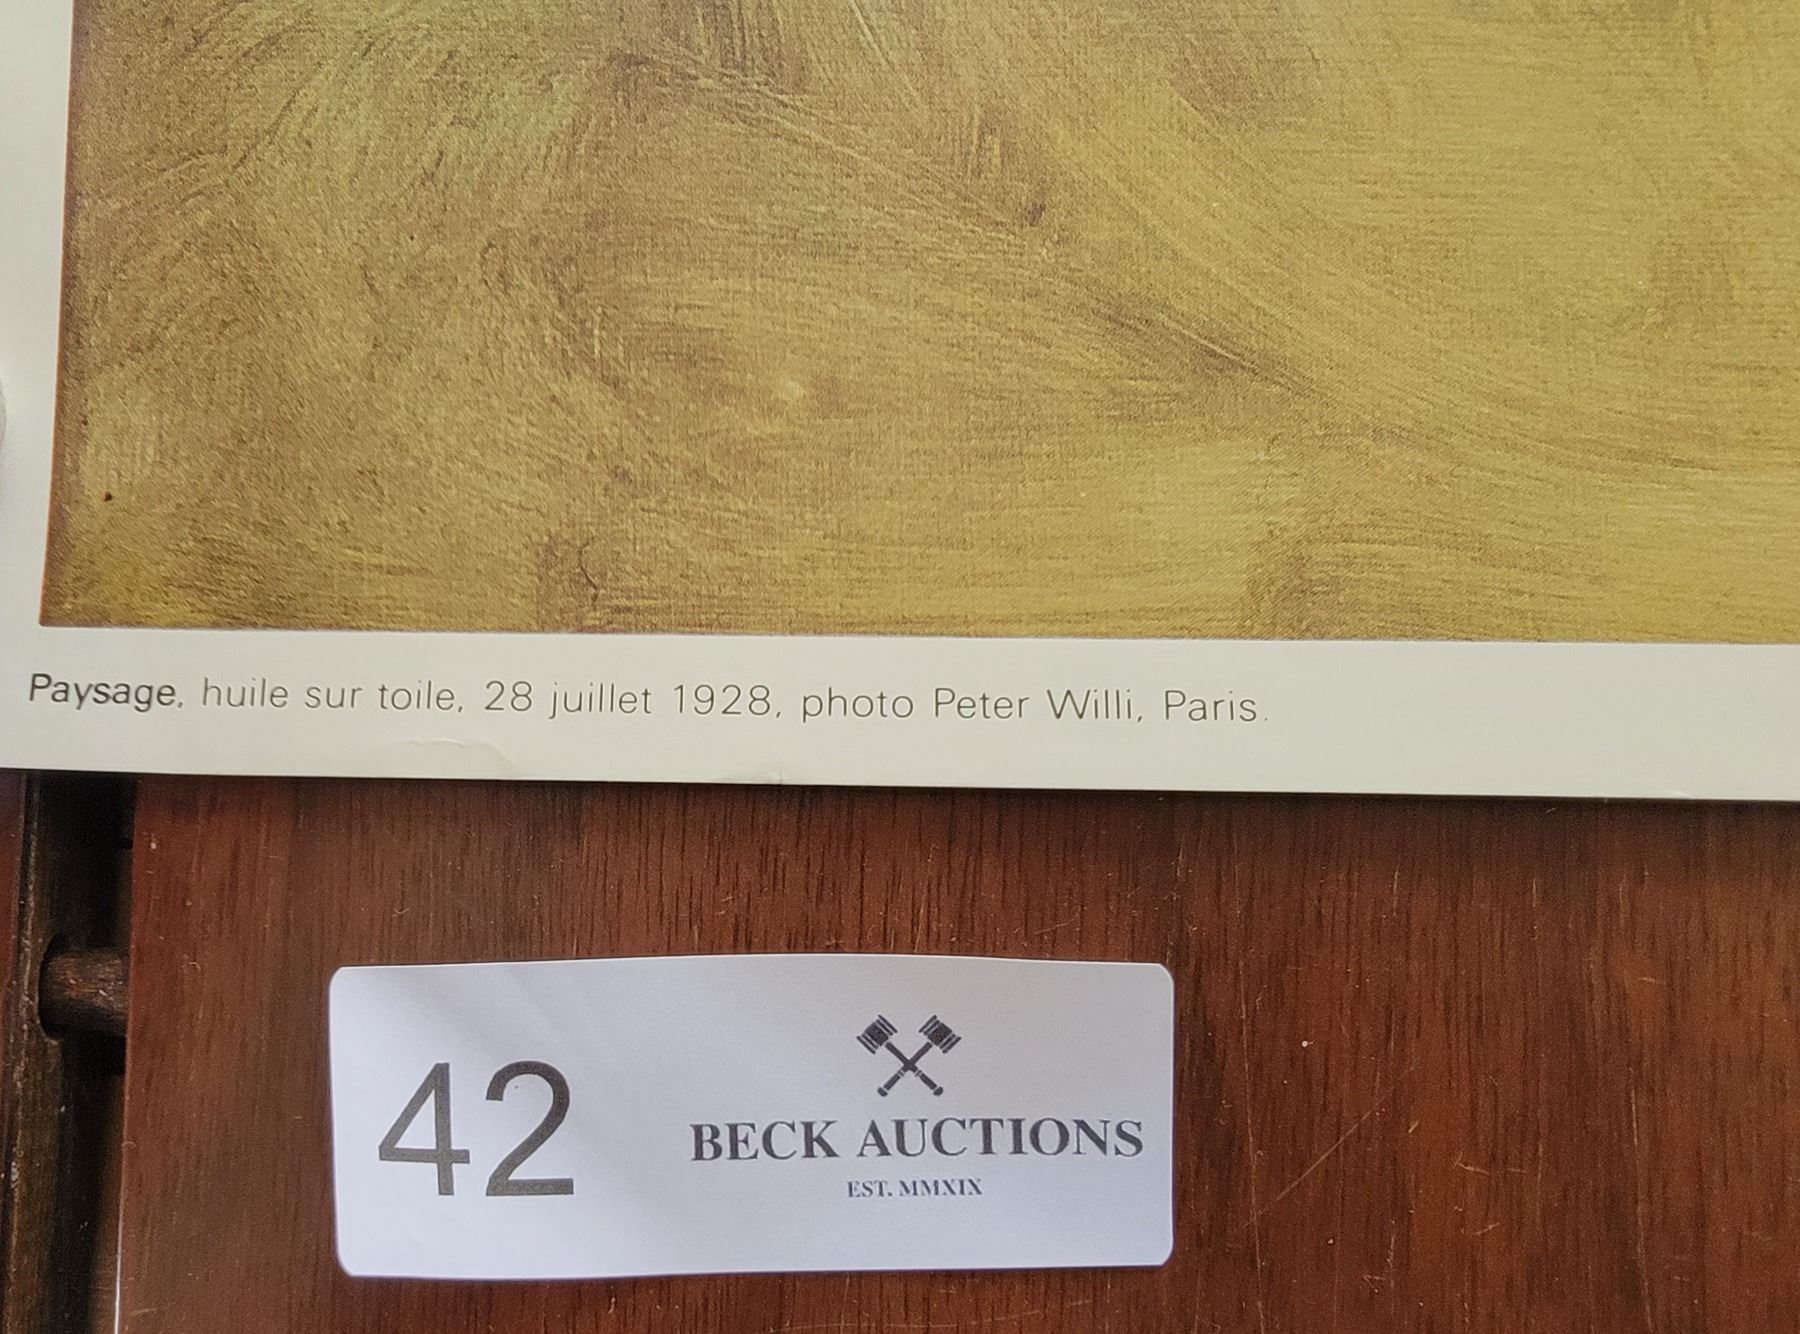 Paysage, huile sur toile, 28 juillet 1928, photo Peter Willi, Paris.
42
BECK AUCTIONS
EST. MMXIX